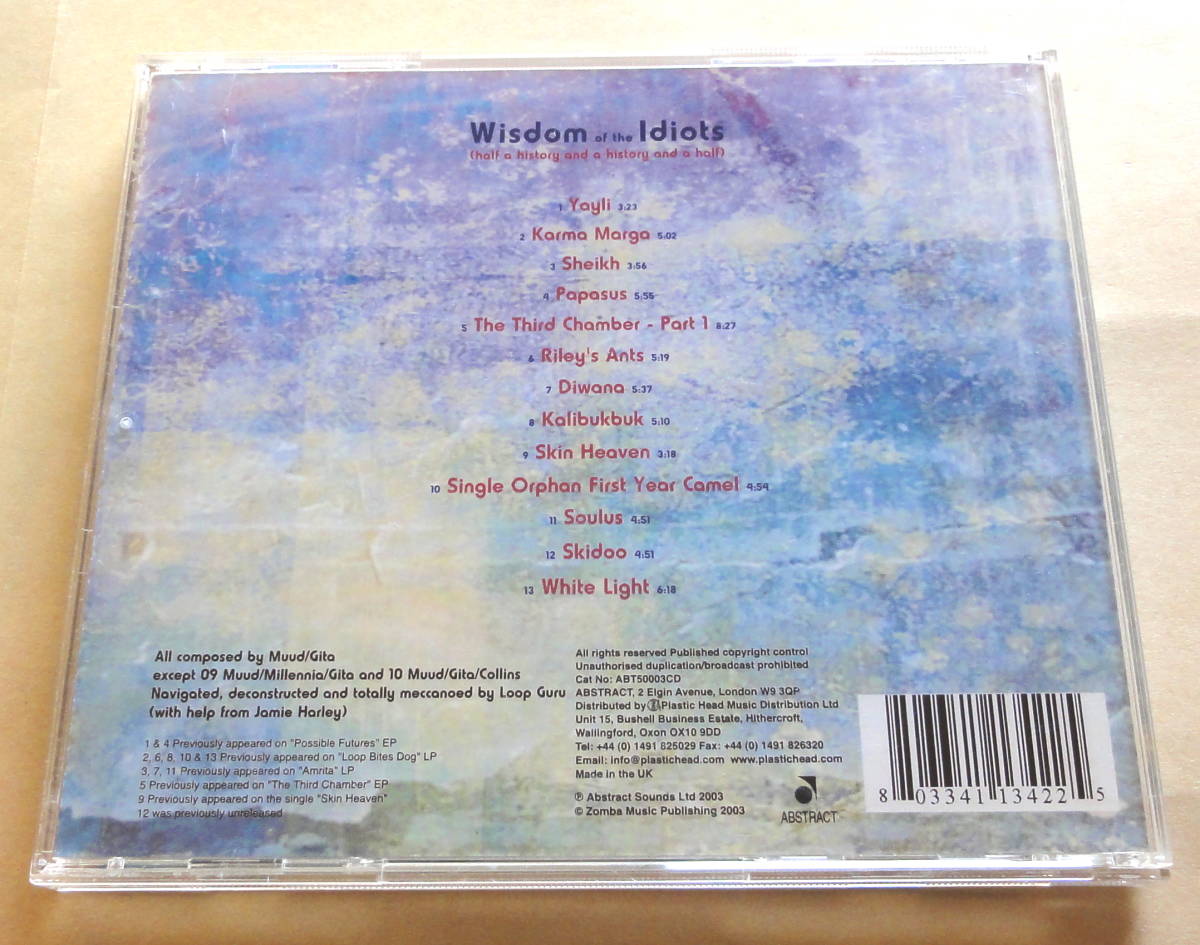 Wisdom of the Idiots
(half a history and a history and a half)
1 Yayli 3:23
2 Karma Marga 5:02
3 Sheikh 3:56
4 Papasus 5:55
5 The Third Chamber - Part 1 8:27
6 Riley's Ants 5:19
7 Diwana 5:37
8 Kalibukbuk 5:10
9 Skin Heaven 3:18
10 Single Orphan First Year Camel 4:54
11 Soulus 4:51
12 Skidoo 4:51
13 White Light 6:18
All composed by Muud/Gita
except 09 Muud/Millennia/Gita and 10 Muud/Gita/Collins
Navigated, deconstructed and totally meccanoed by Loop Guru
(with help from Jamie Harley)
1 & 4 Previously appeared on "Possible Futures" EP
2, 6, 8, 10 & 13 Previously appeared on "Loop Bites Dog" LP
3, 7, 11 Previously appeared on "Amrita" LP
5 Previously appeared on "The Third Chamber" EP
9 Previously appeared on the single "Skin Heaven"
12 was previously unreleased
All rights reserved Published copyright control
Unauthorised duplication/broadcast prohibited
Cat No: ABT50003CD
ABSTRACT, 2 Elgin Avenue, London W9 3QP
Distributed by Plastic Head Music Distribution Ltd
Unit 15, Bushell Business Estate, Hithercroft,
Wallingford, Oxon OX10 9DD
Tel: +44 (0) 1491 825029 Fax: +44 (0) 1491 826320
Email: info@plastichead.com www.plastichead.com
Made in the UK
℗ Abstract Sounds Ltd 2003
© Zomba Music Publishing 2003
ABSTRACT
8 03341 13422 5